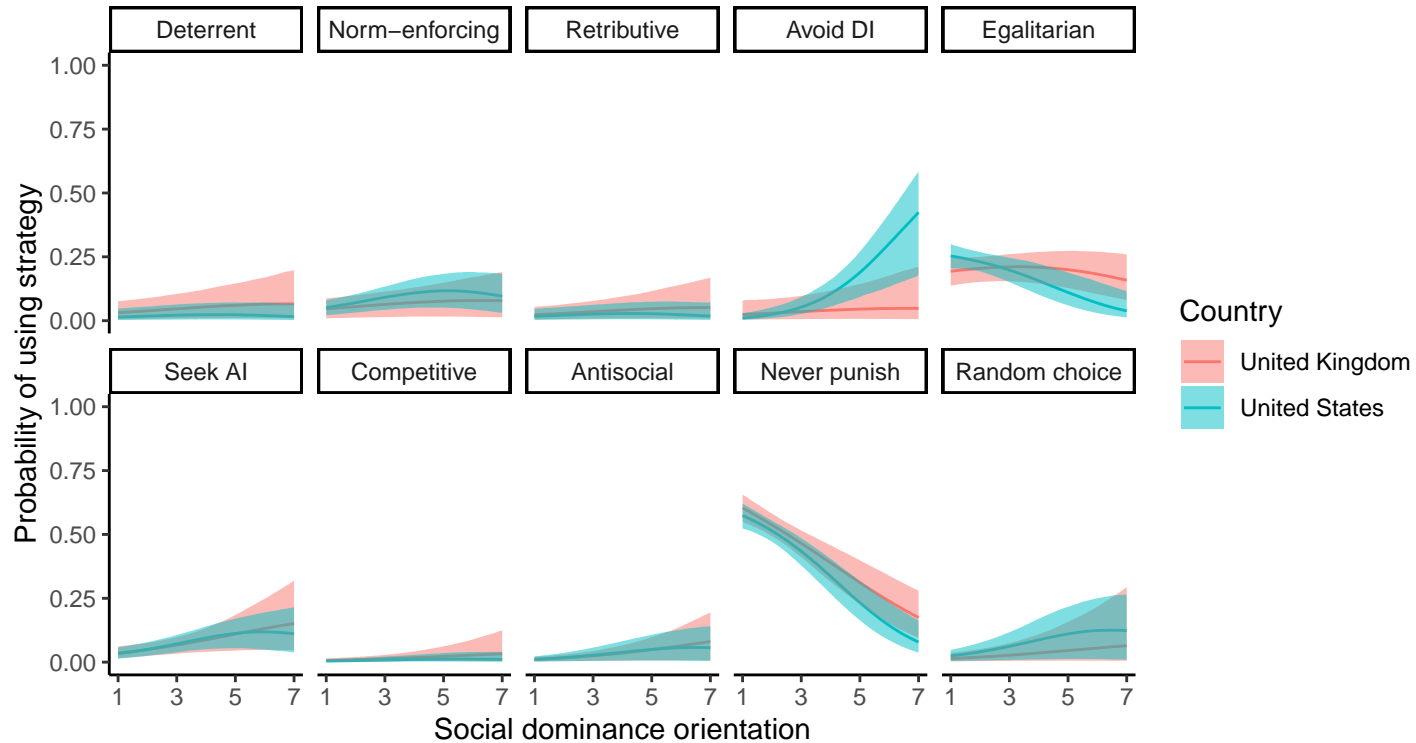 Deterrent Norm−enforcing Retributive Avoid DI Egalitarian
1.00
0.75
0.50
0.25
0.00
Seek AI Competitive Antisocial Never punish Random choice
1.00
0.75
0.50
0.25
0.00
1 3 5 7 1 3 5 7 1 3 5 7 1 3 5 7 1 3 5 7
Social dominance orientation
Probability of using strategy
Country
United Kingdom
United States